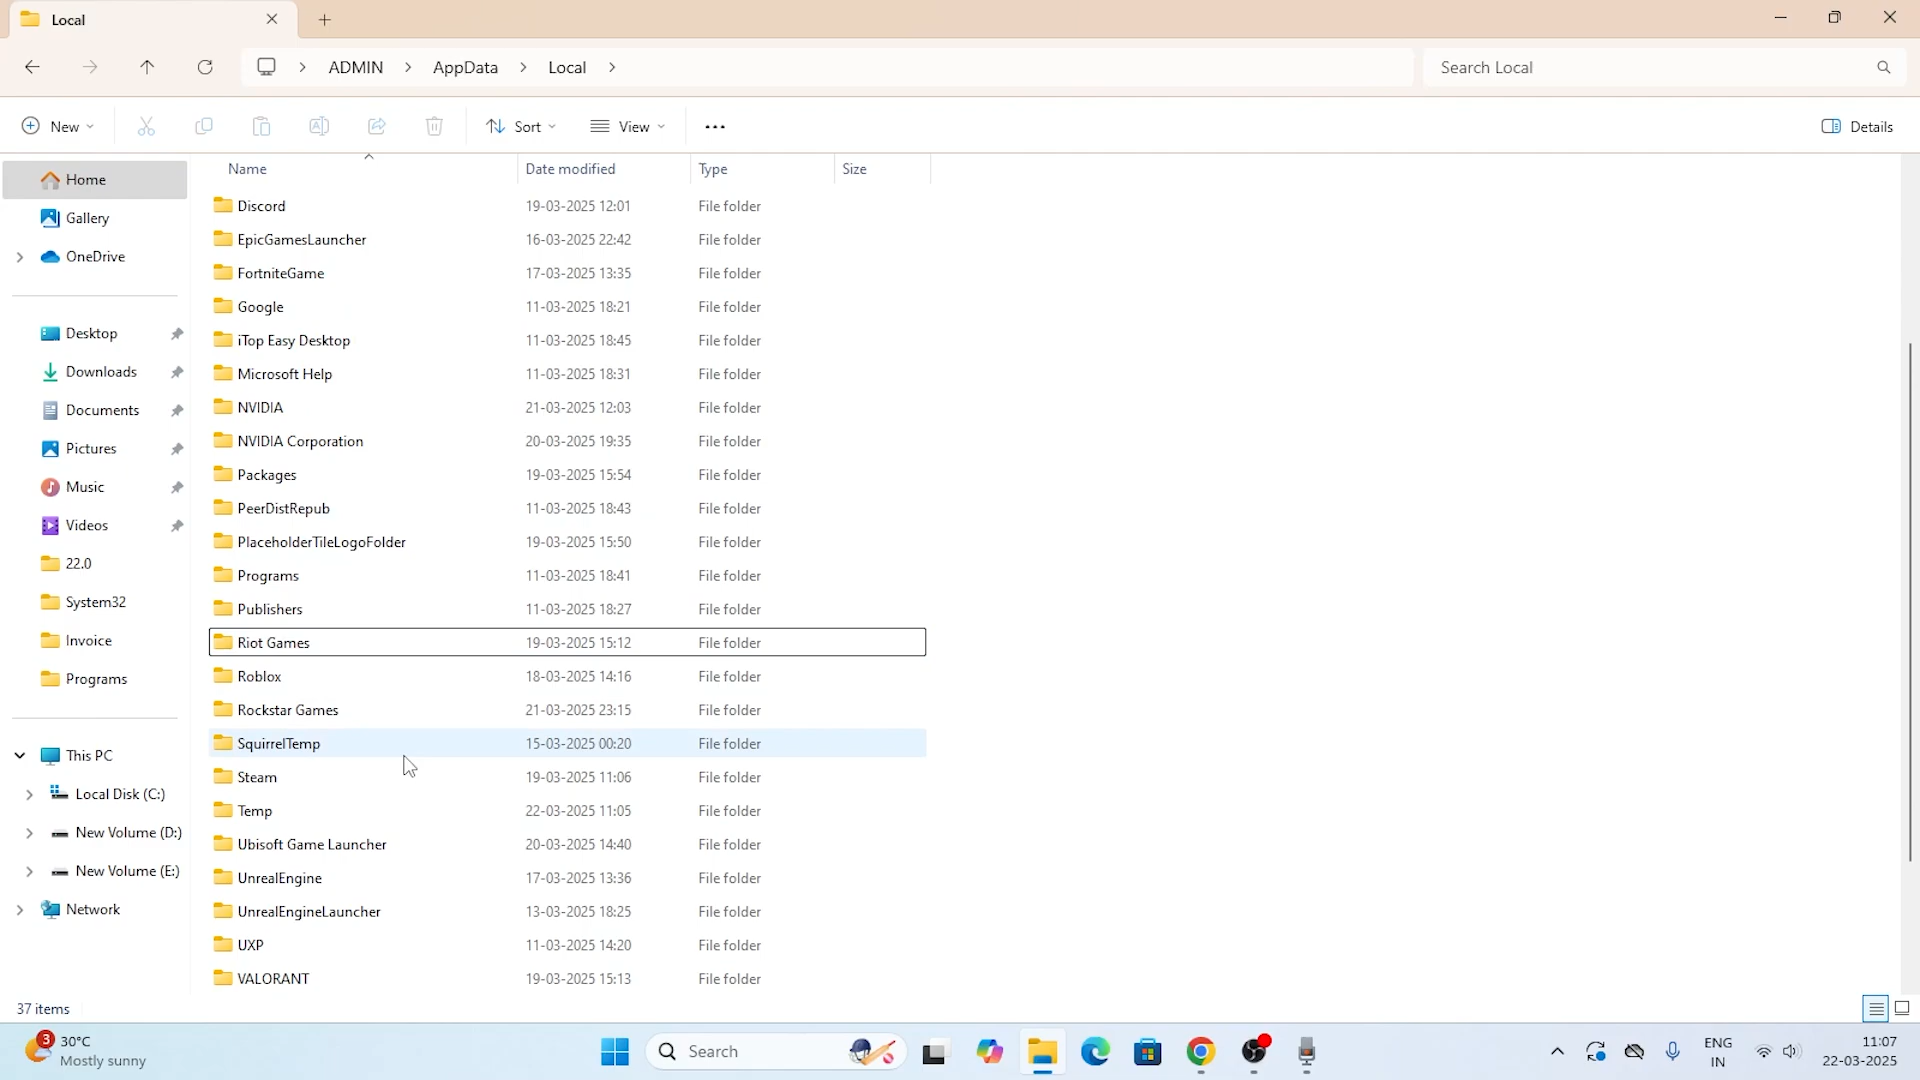 Local
ADMIN > AppData > Local >
Search Local
New
Sort
View
Details
Name Date modified Type Size
Home
Gallery
OneDrive
Desktop
Downloads
Documents
Pictures
Music
Videos
22.0
System32
Invoice
Programs
This PC
Local Disk (C:)
New Volume (D:)
New Volume (E:)
Network
Discord 19-03-2025 12:01 File folder
EpicGamesLauncher 16-03-2025 22:42 File folder
FortniteGame 17-03-2025 13:35 File folder
Google 11-03-2025 18:21 File folder
iTop Easy Desktop 11-03-2025 18:45 File folder
Microsoft Help 11-03-2025 18:31 File folder
NVIDIA 21-03-2025 12:03 File folder
NVIDIA Corporation 20-03-2025 19:35 File folder
Packages 19-03-2025 15:54 File folder
PeerDistRepub 11-03-2025 18:43 File folder
PlaceholderTileLogoFolder 19-03-2025 15:50 File folder
Programs 11-03-2025 18:41 File folder
Publishers 11-03-2025 18:27 File folder
Riot Games 19-03-2025 15:12 File folder
Roblox 18-03-2025 14:16 File folder
Rockstar Games 21-03-2025 23:15 File folder
SquirrelTemp 15-03-2025 00:20 File folder
Steam 19-03-2025 11:06 File folder
Temp 22-03-2025 11:05 File folder
Ubisoft Game Launcher 20-03-2025 14:40 File folder
UnrealEngine 17-03-2025 13:36 File folder
UnrealEngineLauncher 13-03-2025 18:25 File folder
UXP 11-03-2025 14:20 File folder
VALORANT 19-03-2025 15:13 File folder
37 items
3
30°C
Mostly sunny
Search
ENG
IN
11:07
22-03-2025